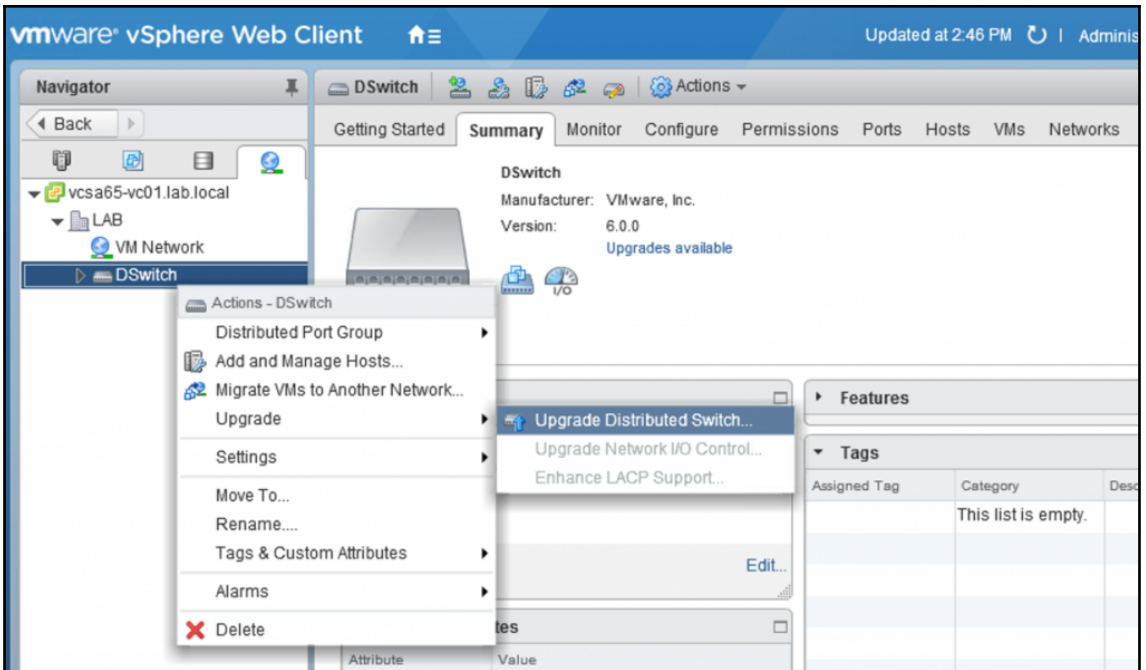 vmware® vSphere Web Client
Updated at 2:46 PM
Adminis
Navigator
DSwitch
Actions
Back
Getting Started
Summary
Monitor
Configure
Permissions
Ports
Hosts
VMs
Networks
vcsa65-vc01.lab.local
LAB
VM Network
DSwitch
DSwitch
Manufacturer: VMware, Inc.
Version: 6.0.0
Upgrades available
I/O
Actions - DSwitch
Distributed Port Group
Add and Manage Hosts...
Migrate VMs to Another Network...
Upgrade
Settings
Move To...
Rename....
Tags & Custom Attributes
Alarms
Delete
Upgrade Distributed Switch...
Upgrade Network I/O Control...
Enhance LACP Support...
Edit...
Attribute
Value
Features
Tags
Assigned Tag
Category
This list is empty.